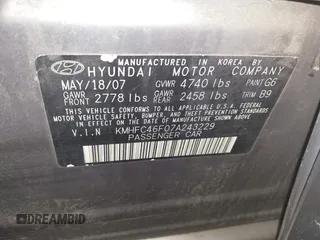 MANUFACTURED IN KOREA BY
HYUNDAI MOTOR COMPANY
MAY/18/07 GVWR 4740 lbs PAINT G6
GAWR FRONT 2778 lbs GAWR REAR 2458 lbs TRIM B9
THIS VEHICLE CONFORMS TO ALL APPLICABLE
FEDERAL MOTOR VEHICLE SAFETY, BUMPER, AND THEFT
PREVENTION STANDARDS IN EFFECT ON THE DATE
OF MANUFACTURE SHOWN ABOVE.
V.I.N KMHFC46F07A243229
PASSENGER CAR
DREAMBID